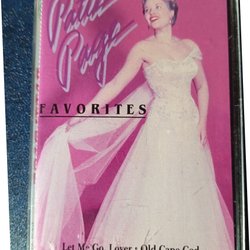 Patti
Page
FAVORITES
Let Me Go, Lover • Old Cape Cod